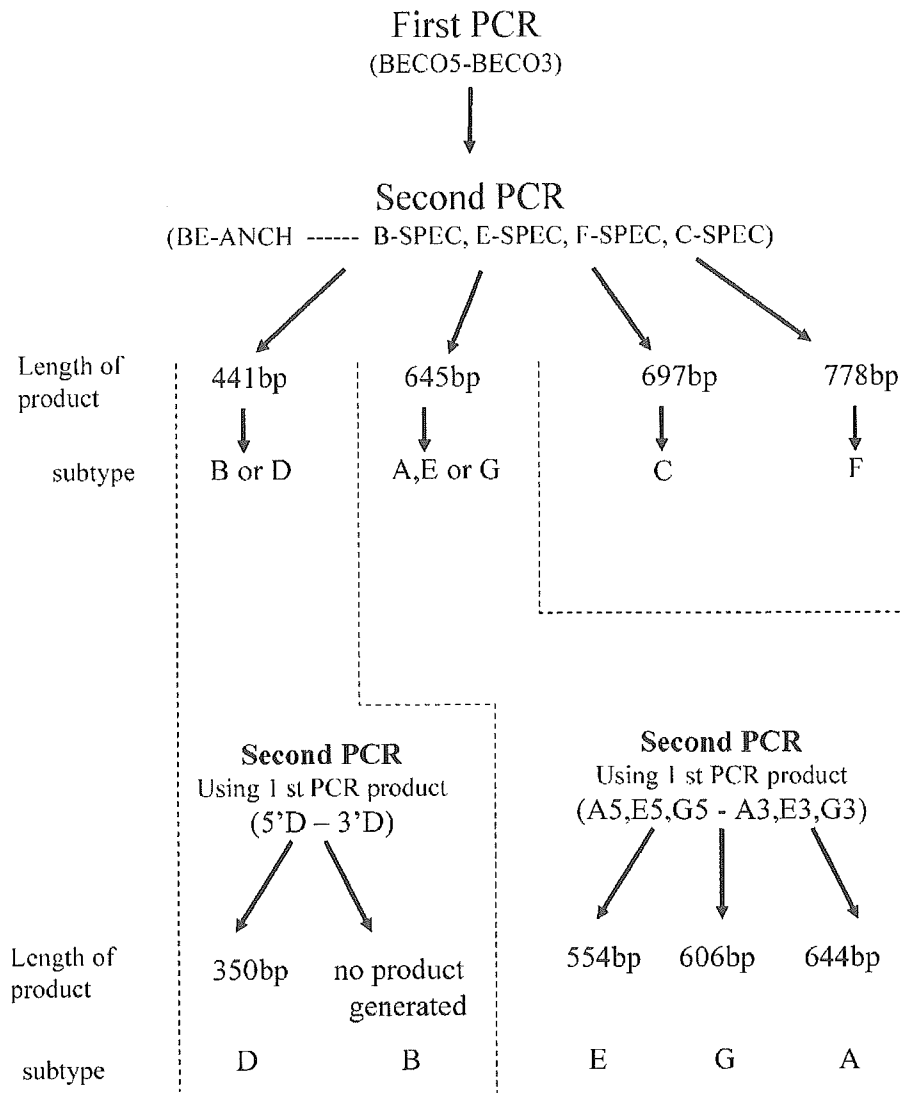 First PCR
(BECO5-BECO3)
Second PCR
(BE-ANCH ------ B-SPEC, E-SPEC, F-SPEC, C-SPEC)
Length of product
441bp 645bp 697bp 778bp
subtype B or D A,E or G C F
Second PCR
Using 1 st PCR product
(5'D – 3'D)
Second PCR
Using 1 st PCR product
(A5,E5,G5 - A3,E3,G3)
Length of product
350bp no product generated 554bp 606bp 644bp
subtype D B E G A